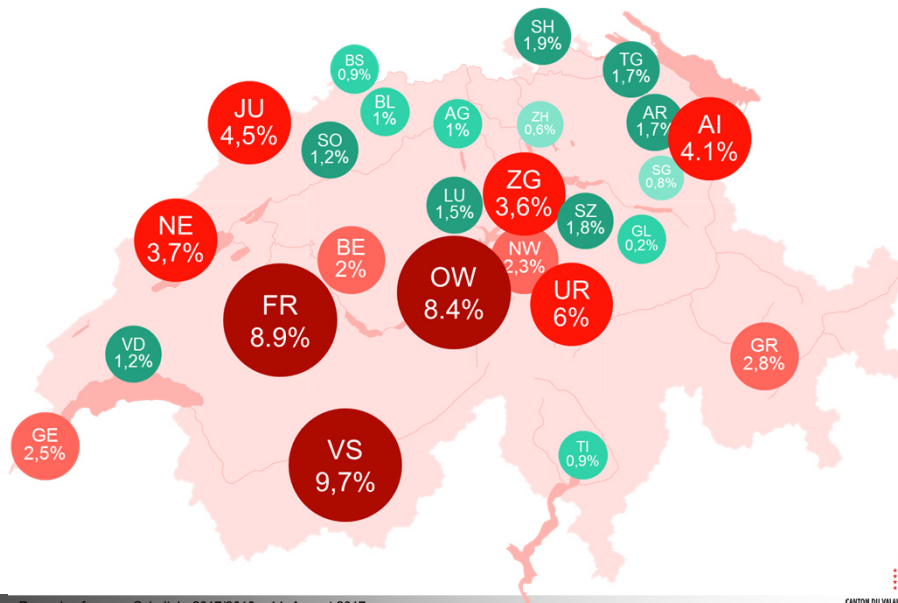 SH
1,9%
BS
0,9%
TG
1,7%
JU
4,5%
BL
1%
AG
1%
ZH
0,6%
AR
1,7%
AI
4.1%
SO
1,2%
SG
0,8%
ZG
3,6%
LU
1,5%
SZ
1,8%
GL
0,2%
NE
3,7%
BE
2%
NW
2,3%
OW
8.4%
UR
6%
FR
8.9%
VD
1,2%
GR
2,8%
GE
2,5%
VS
9,7%
TI
0,9%
2017